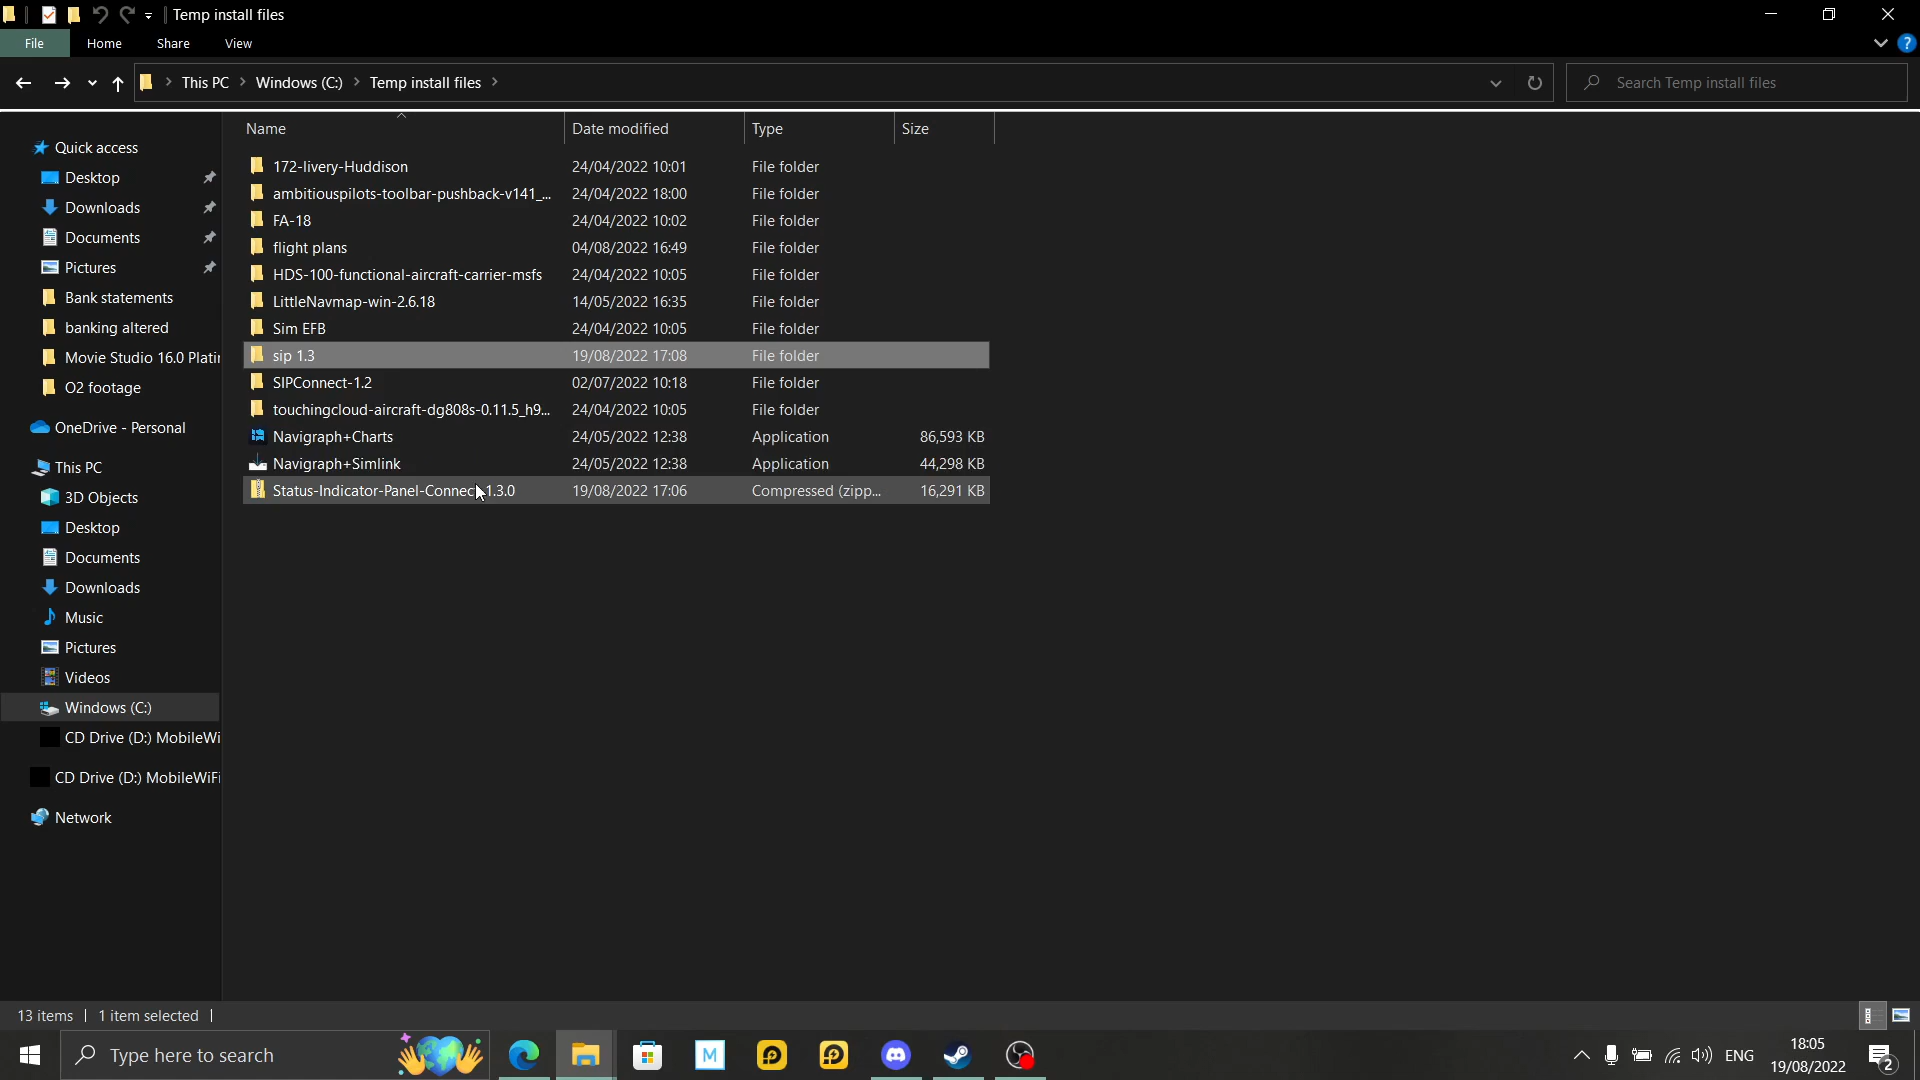 Temp install files
File Home Share View
This PC Windows (C:) Temp install files Search Temp install files
Name Date modified Type Size
Quick access
Desktop
Downloads
Documents
Pictures
Bank statements
banking altered
Movie Studio 16.0 Plati
O2 footage
OneDrive - Personal
This PC
3D Objects
Desktop
Documents
Downloads
Music
Pictures
Videos
Windows (C:)
CD Drive (D:) MobileWi
CD Drive (D:) MobileWiFi
Network
172-livery-Huddison 24/04/2022 10:01 File folder
ambitiouspilots-toolbar-pushback-v141_... 24/04/2022 18:00 File folder
FA-18 24/04/2022 10:02 File folder
flight plans 04/08/2022 16:49 File folder
HDS-100-functional-aircraft-carrier-msfs 24/04/2022 10:05 File folder
LittleNavmap-win-2.6.18 14/05/2022 16:35 File folder
Sim EFB 24/04/2022 10:05 File folder
sip 1.3 19/08/2022 17:08 File folder
SIPConnect-1.2 02/07/2022 10:18 File folder
touchingcloud-aircraft-dg808s-0.11.5_h9... 24/04/2022 10:05 File folder
Navigraph+Charts 24/05/2022 12:38 Application 86,593 KB
Navigraph+Simlink 24/05/2022 12:38 Application 44,298 KB
Status-Indicator-Panel-Connect-1.3.0 19/08/2022 17:06 Compressed (zipp... 16,291 KB
13 items 1 item selected
Type here to search M ENG 18:05
19/08/2022 2